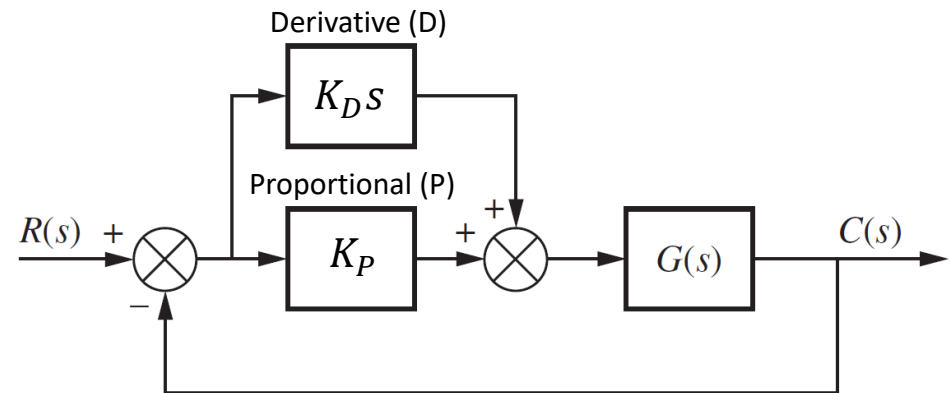 Derivative (D)
K_D s
Proportional (P)
R(s) +
K_P
+
+
G(s)
C(s)
−